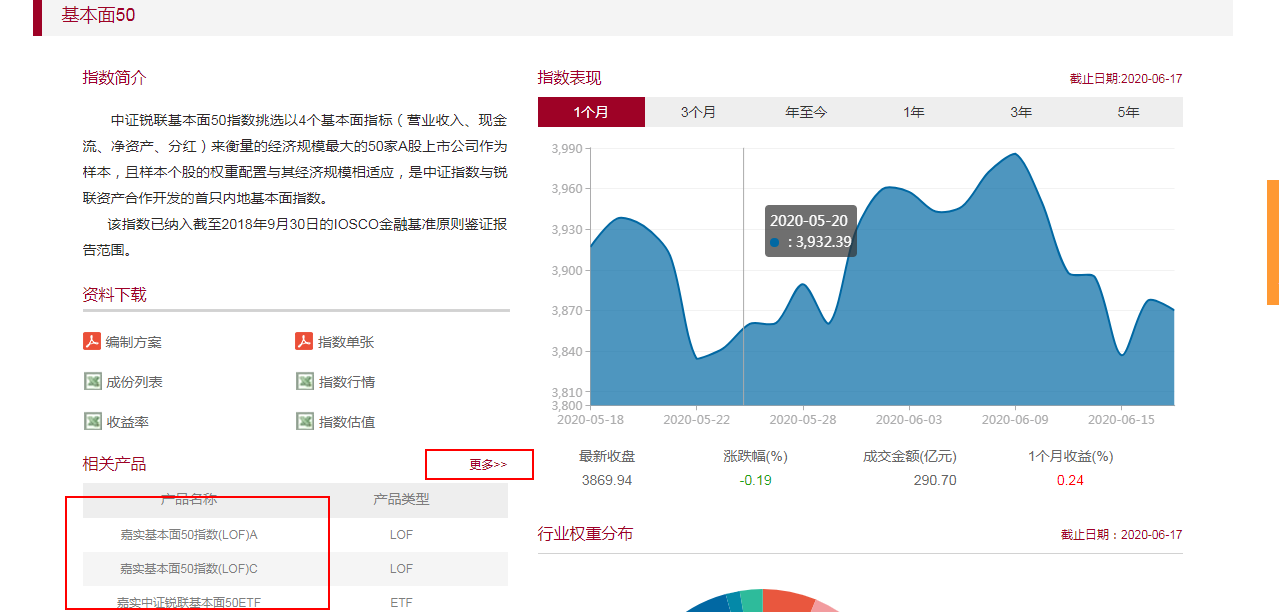 基本面50
指数简介
中证锐联基本面50指数挑选以4个基本面指标（营业收入、现金
流、净资产、分红）来衡量的经济规模最大的50家A股上市公司作为
样本，且样本个股的权重配置与其经济规模相适应，是中证指数与锐
联资产合作开发的首只内地基本面指数。
该指数已纳入截至2018年9月30日的IOSCO金融基准原则鉴证报
告范围。
资料下载
编制方案 指数单张
成份列表 指数行情
收益率 指数估值
相关产品 更多>>
产品名称 产品类型
嘉实基本面50指数(LOF)A LOF
嘉实基本面50指数(LOF)C LOF
嘉实中证锐联基本面50ETF ETF
指数表现 截止日期:2020-06-17
1个月 3个月 年至今 1年 3年 5年
3,990
3,960
3,930
3,900
3,870
3,840
3,810
3,800
2020-05-20
: 3,932.39
2020-05-18 2020-05-22 2020-05-28 2020-06-03 2020-06-09 2020-06-15
最新收盘 涨跌幅(%) 成交金额(亿元) 1个月收益(%)
3869.94 -0.19 290.70 0.24
行业权重分布 截止日期：2020-06-17